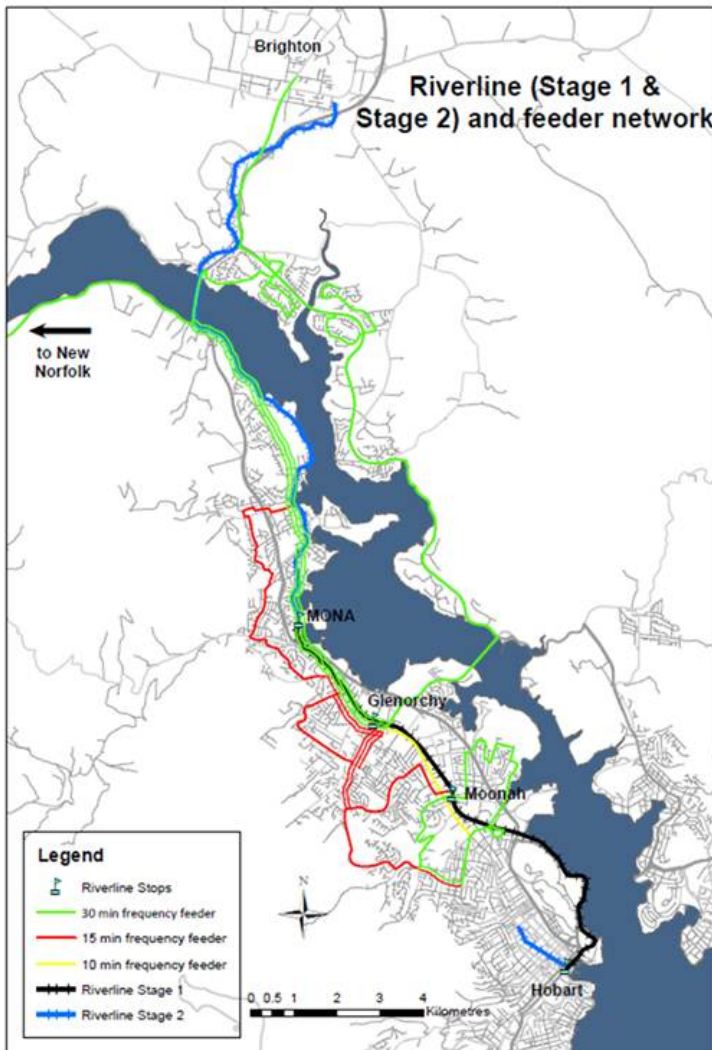 Brighton
Riverline (Stage 1 &
Stage 2) and feeder network
to New
Norfolk
MONA
Glenorchy
Moonah
Hobart
Legend
Riverline Stops
30 min frequency feeder
15 min frequency feeder
10 min frequency feeder
Riverline Stage 1
Riverline Stage 2
N
0 0.5 1 2 3 4
Kilometres